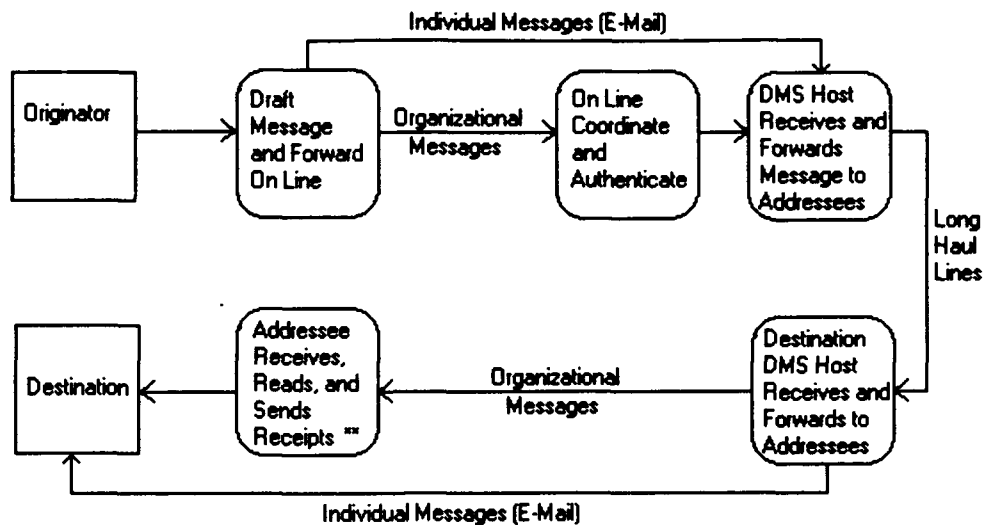 Individual Messages (E-Mail)
Originator
Draft
Message
and Forward
On Line
Organizational
Messages
On Line
Coordinate
and
Authenticate
DMS Host
Receives and
Forwards
Message to
Addressees
Long
Haul
Lines
Destination
Addressee
Receives,
Reads, and
Sends
Receipts **
Organizational
Messages
Destination
DMS Host
Receives and
Forwards to
Addressees
Individual Messages (E-Mail)